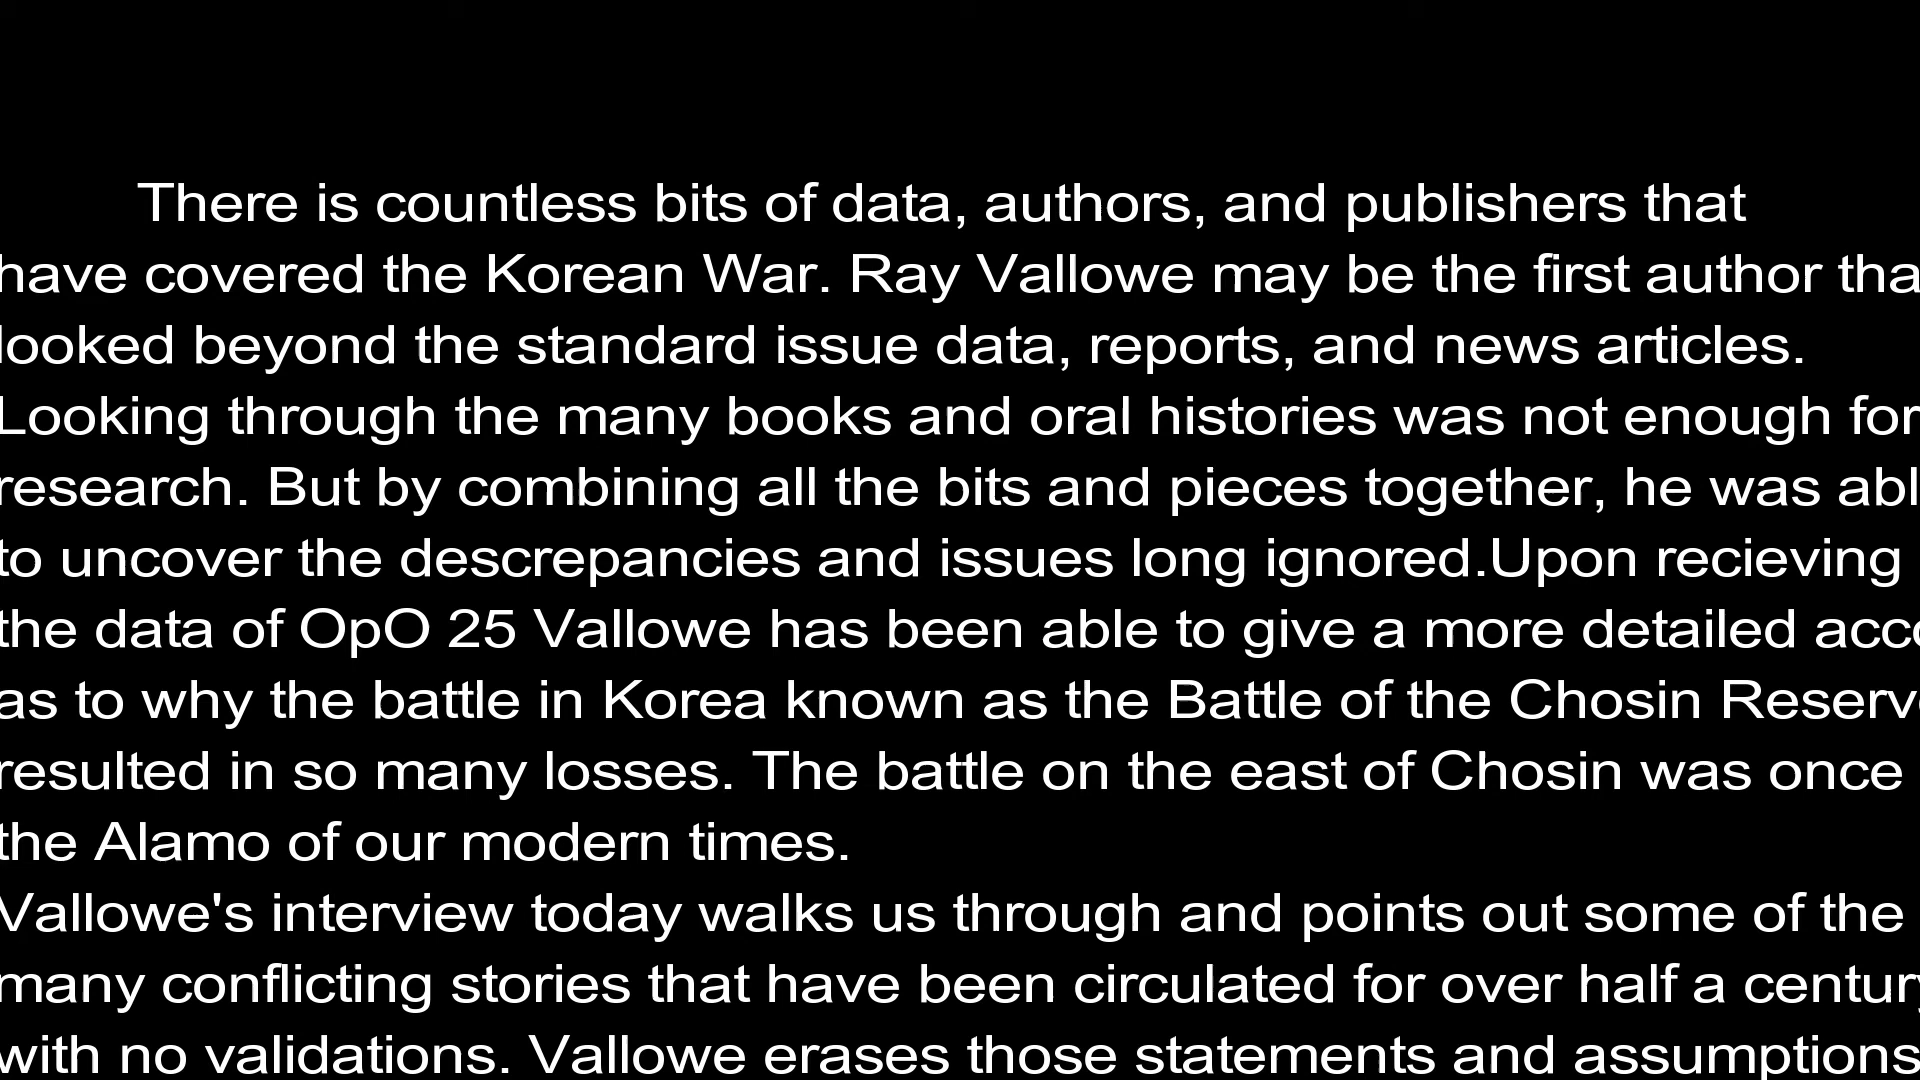 There is countless bits of data, authors, and publishers that
have covered the Korean War. Ray Vallowe may be the first author tha
looked beyond the standard issue data, reports, and news articles.
Looking through the many books and oral histories was not enough for
research. But by combining all the bits and pieces together, he was abl
to uncover the descrepancies and issues long ignored.Upon recieving
the data of OpO 25 Vallowe has been able to give a more detailed acco
as to why the battle in Korea known as the Battle of the Chosin Reserve
resulted in so many losses. The battle on the east of Chosin was once
the Alamo of our modern times.
Vallowe's interview today walks us through and points out some of the
many conflicting stories that have been circulated for over half a century
with no validations. Vallowe erases those statements and assumptions